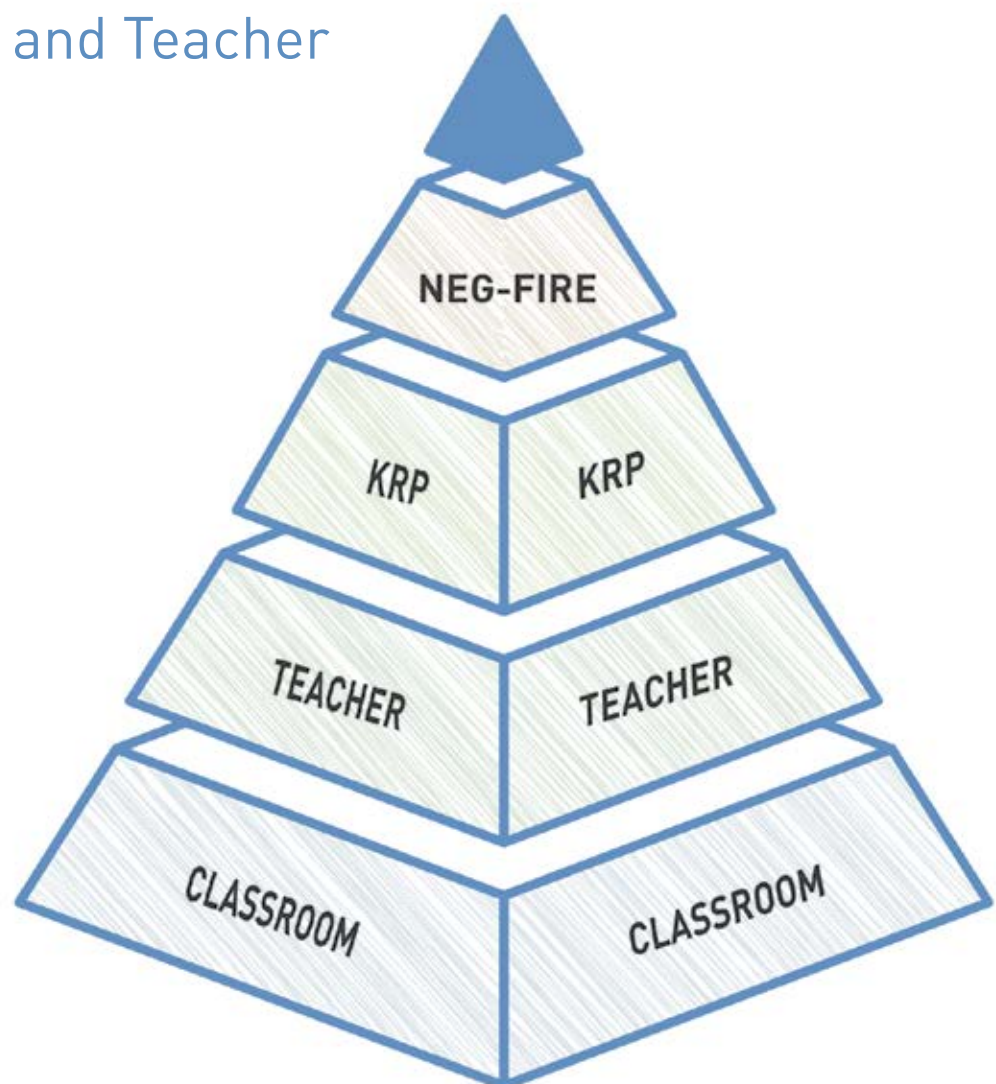 and Teacher
NEG-FIRE
KRP KRP
TEACHER TEACHER
CLASSROOM CLASSROOM